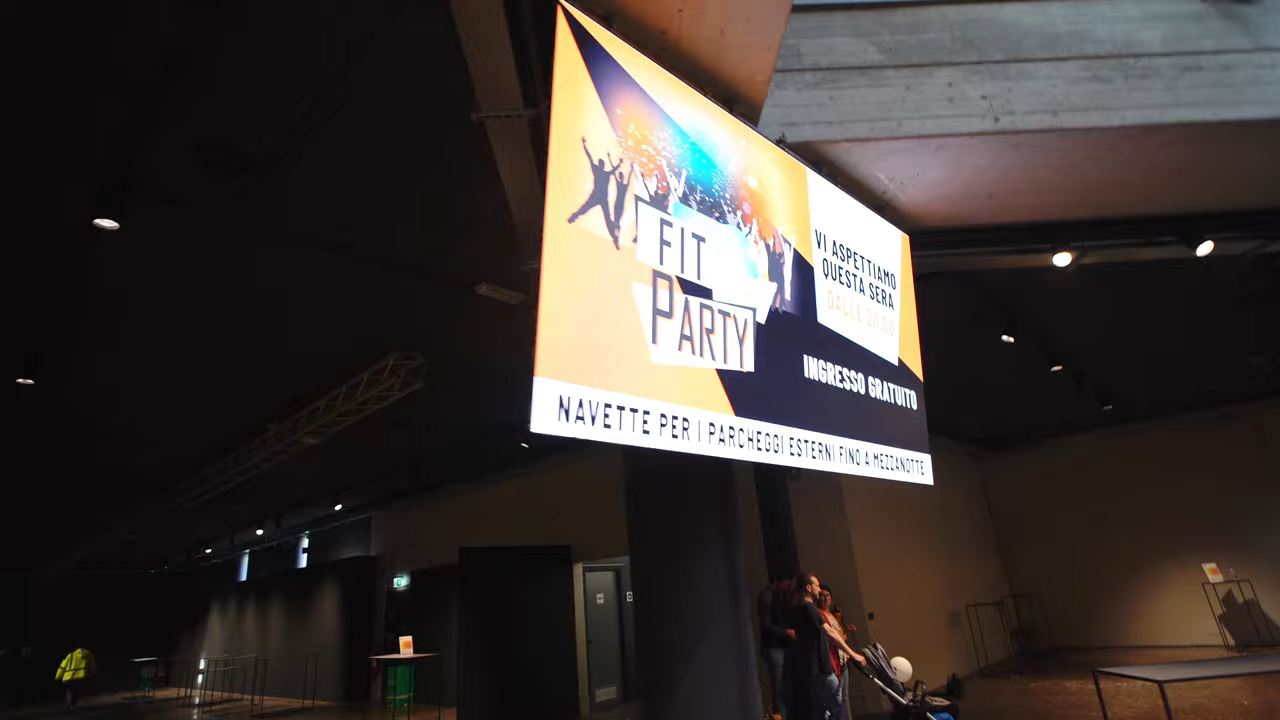 FIT
PARTY
VI ASPETTIAMO
QUESTA SERA
DALLE 20.00
INGRESSO GRATUITO
NAVETTE PER I PARCHEGGI ESTERNI FINO A MEZZANOTTE